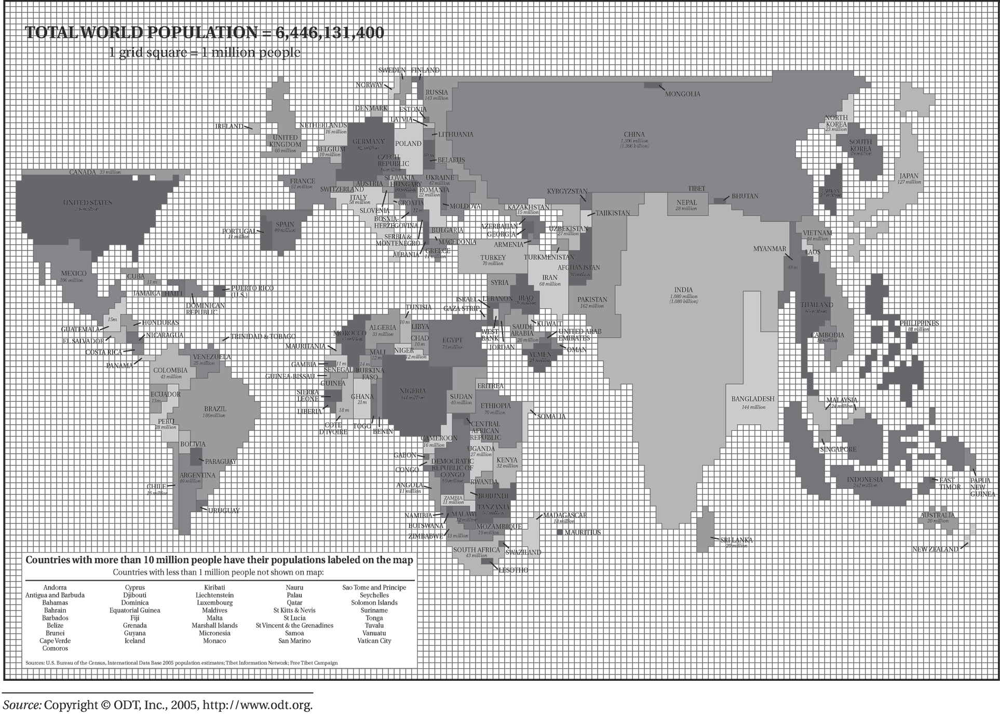 TOTAL WORLD POPULATION = 6,446,131,400
1 grid square = 1 million people
SWEDEN
FINLAND
NORWAY
RUSSIA
143 million
MONGOLIA
DENMARK
ESTONIA
LATVIA
IRELAND
NETHERLANDS
16 million
LITHUANIA
NORTH
KOREA
23 million
UNITED
KINGDOM
60 million
GERMANY
POLAND
CHINA
1,306 million
(1.306 billion)
SOUTH
KOREA
BELGIUM
10 million
CZECH
REPUBLIC
10 million
BELARUS
CANADA 33 million
FRANCE
61 million
SLOVAKIA
UKRAINE
47 million
JAPAN
127 million
AUSTRIA
HUNGARY
SWITZERLAND
ROMANIA
22 million
TIBET
KYRGYZSTAN
BHUTAN
TAIWAN
UNITED STATES
ITALY
58 million
CROATIA
MOLDOVA
NEPAL
28 million
SLOVENIA
11 m
KAZAKHSTAN
15 million
TAJIKISTAN
BOSNIA-
HERZEGOVINA
PORTUGAL
11 million
SPAIN
40 million
BULGARIA
AZERBAIJAN
GEORGIA
UZBEKISTAN
27 million
VIETNAM
84 million
SERBIA &
MONTENEGRO
MACEDONIA
ARMENIA
MYANMAR
LAOS
ALBANIA
GREECE
11 million
TURKEY
70 million
TURKMENISTAN
AFGHANISTAN
43 m
MEXICO
106 million
CUBA
11 m
IRAN
68 million
SYRIA
PUERTO RICO
(U.S.)
JAMAICA
HAITI
INDIA
1,080 million
(1.080 billion)
DOMINICAN
REPUBLIC
ISRAEL
LEBANON
IRAQ
PAKISTAN
162 million
THAILAND
TUNISIA
10 m
GAZA STRIP
15m
GUATEMALA
HONDURAS
KUWAIT
PHILIPPINES
88 million
MOROCCO
ALGERIA
33 million
LIBYA
WEST
BANK
SAUDI
ARABIA
26 million
UNITED ARAB
EMIRATES
EL SALVADOR
NICARAGUA
TRINIDAD & TOBAGO
CHAD
10 m
EGYPT
CAMBODIA
14 million
MAURITANIA
JORDAN
OMAN
COSTA RICA
MALI
12 m
NIGER
12 million
YEMEN
VENEZUELA
25 million
PANAMA
GAMBIA
11 m
14 m
COLOMBIA
43 million
SENEGAL
BURKINA
FASO
GUINEA-BISSAU
GUINEA
ERITREA
ECUADOR
13m
SIERRA
LEONE
GHANA
21m
NIGERIA
SUDAN
40 million
BANGLADESH
144 million
MALAYSIA
24 million
BRAZIL
186million
LIBERIA
18 m
ETHIOPIA
70 million
SOMALIA
PERU
28 million
COTE
D'IVOIRE
TOGO
BENIN
CENTRAL
AFRICAN
REPUBLIC
CAMEROON
16 million
BOLIVIA
UGANDA
27 million
SINGAPORE
PARAGUAY
GABON
DEMOCRATIC
REPUBLIC OF
CONGO
60 million
KENYA
32 million
CONGO
ARGENTINA
40 million
RWANDA
INDONESIA
242 million
EAST
TIMOR
PAPUA
NEW
GUINEA
CHILE
16 million
ANGOLA
11 million
BURUNDI
ZAMBIA
11 million
URUGUAY
TANZANIA
NAMIBIA
MALAWI
12 million
MADAGASCAR
18 million
AUSTRALIA
20 million
BOTSWANA
MOZAMBIQUE
19 million
MAURITIUS
ZIMBABWE
13 million
SRI LANKA
20 million
SOUTH AFRICA
43 million
SWAZILAND
NEW ZEALAND
LESOTHO
Countries with more than 10 million people have their populations labeled on the map
Countries with less than 1 million people not shown on map:
Andorra
Antigua and Barbuda
Bahamas
Bahrain
Barbados
Belize
Brunei
Cape Verde
Comoros
Cyprus
Djibouti
Dominica
Equatorial Guinea
Fiji
Grenada
Guyana
Iceland
Kiribati
Liechtenstein
Luxembourg
Maldives
Malta
Marshall Islands
Micronesia
Monaco
Nauru
Palau
Qatar
St Kitts & Nevis
St Lucia
St Vincent & the Grenadines
Samoa
San Marino
Sao Tome and Principe
Seychelles
Solomon Islands
Suriname
Tonga
Tuvalu
Vanuatu
Vatican City
Sources: U.S. Bureau of the Census, International Data Base 2005 population estimates; Tibet Information Network; Free Tibet Campaign
Source: Copyright © ODT, Inc., 2005, http://www.odt.org.